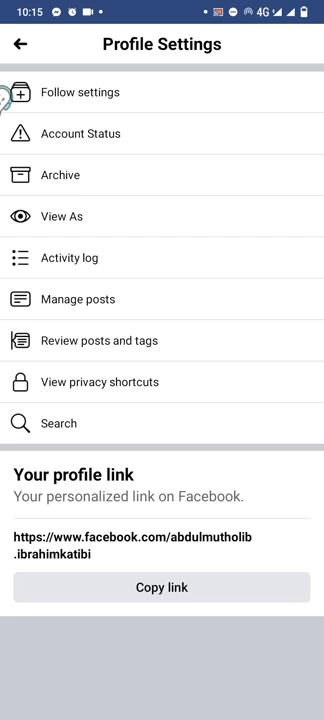 10:15
4G
Profile Settings
Follow settings
Account Status
Archive
View As
Activity log
Manage posts
Review posts and tags
View privacy shortcuts
Search
Your profile link
Your personalized link on Facebook.
https://www.facebook.com/abdulmutholib
.ibrahimkatibi
Copy link